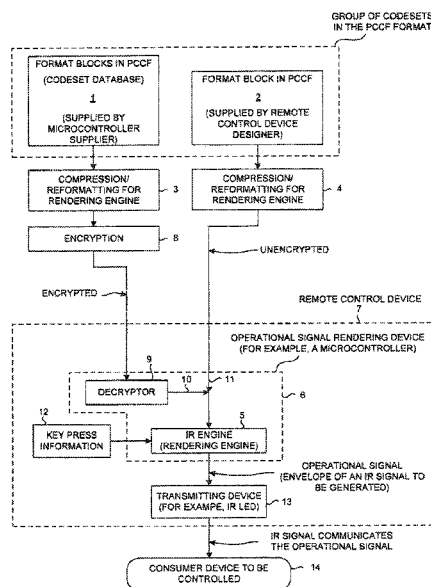 GROUP OF CODESETS
IN THE PCCF FORMAT
FORMAT BLOCKS IN PCCF
(CODESET DATABASE)
1
(SUPPLIED BY
MICROCONTROLLER
SUPPLIER)
FORMAT BLOCK IN PCCF
2
(SUPPLIED BY REMOTE
CONTROL DEVICE
DESIGNER)
COMPRESSION/
REFORMATTING FOR
RENDERING ENGINE
3
COMPRESSION/
REFORMATTING FOR
RENDERING ENGINE
4
ENCRYPTION
8
UNENCRYPTED
ENCRYPTED
REMOTE CONTROL DEVICE
7
OPERATIONAL SIGNAL RENDERING DEVICE
(FOR EXAMPLE, A MICROCONTROLLER)
9
DECRYPTOR
10
11
6
12
KEY PRESS
INFORMATION
5
IR ENGINE
(RENDERING ENGINE)
OPERATIONAL SIGNAL
(ENVELOPE OF AN IR SIGNAL TO
BE GENERATED)
TRANSMITTING DEVICE
(FOR EXAMPE, IR LED)
13
IR SIGNAL COMMUNICATES
THE OPERATIONAL SIGNAL
CONSUMER DEVICE TO BE
CONTROLLED
14